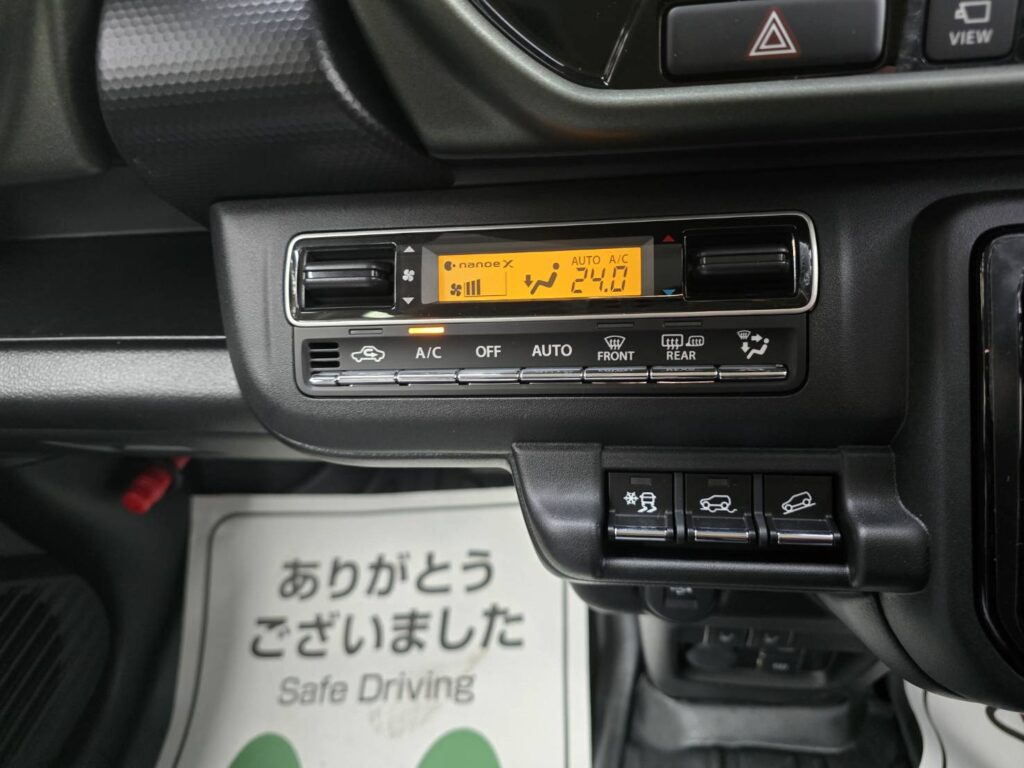 VIEW
nanoe X
AUTO A/C
24.0
A/C
OFF
AUTO
FRONT
REAR
ありがとう
ございました
Safe Driving